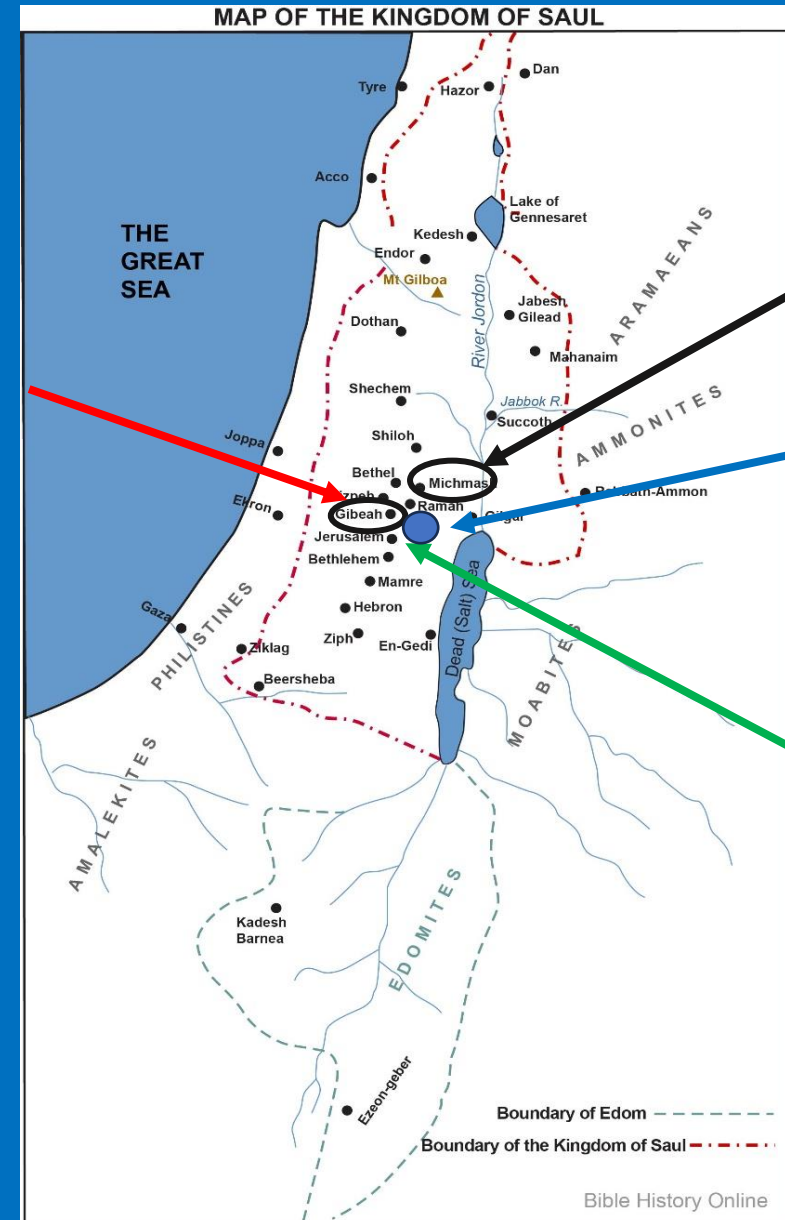 MAP OF THE KINGDOM OF SAUL
Dan
Tyre
Hazor
Acco
Lake of
Gennesaret
THE
GREAT
SEA
Kedesh
Endor
Mt Gilboa
ARAMAEANS
River Jordon
Jabesh
Gilead
Dothan
Mahanaim
Shechem
Jabbok R.
Succoth
AMMONITES
Shiloh
Joppa
Bethel
Michmas
Ramah
Ekron
Gibeah
Jerusalem
Bethlehem
Dead (Salt) Sea
Mamre
Hebron
Gaza
PHILISTINES
Ziph
En-Gedi
MOABITES
Ziklag
Beersheba
AMALEKITES
EDOMITES
Kadesh
Barnea
Ezeon-geber
Boundary of Edom
Boundary of the Kingdom of Saul
Bible History Online